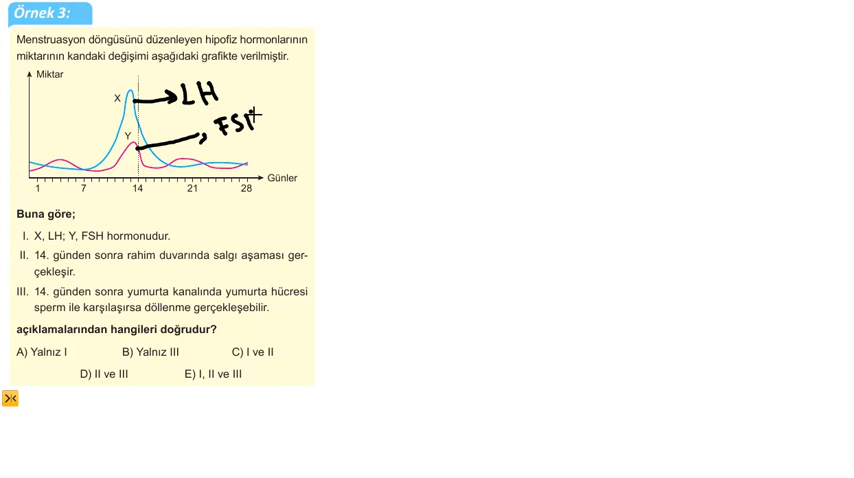 Örnek 3:
Menstruasyon döngüsünü düzenleyen hipofiz hormonlarının
miktarının kandaki değişimi aşağıdaki grafikte verilmiştir.
Miktar
X
LH
Y
FSH
Günler
1 7 14 21 28
Buna göre;
I. X, LH; Y, FSH hormonudur.
II. 14. günden sonra rahim duvarında salgı aşaması ger-
çekleşir.
III. 14. günden sonra yumurta kanalında yumurta hücresi
sperm ile karşılaşırsa döllenme gerçekleşebilir.
açıklamalarından hangileri doğrudur?
A) Yalnız I B) Yalnız III C) I ve II
D) II ve III E) I, II ve III